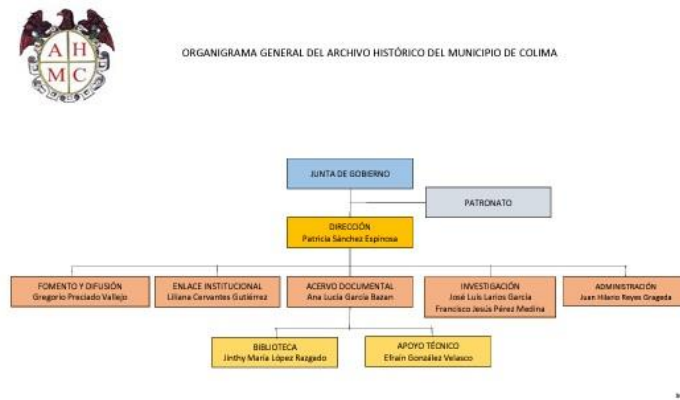 A H
M C
ORGANIGRAMA GENERAL DEL ARCHIVO HISTÓRICO DEL MUNICIPIO DE COLIMA
JUNTA DE GOBIERNO
PATRONATO
DIRECCIÓN
Patricia Sánchez Espinosa
FOMENTO Y DIFUSIÓN
Gregorio Preciado Vallejo
ENLACE INSTITUCIONAL
Liliana Cervantes Gutiérrez
ACERVO DOCUMENTAL
Ana Lucía García Bazan
INVESTIGACIÓN
José Luis Larios García
Francisco Jesús Pérez Medina
ADMINISTRACIÓN
Juan Hilario Reyes Grageda
BIBLIOTECA
Jinthy María López Razgado
APOYO TÉCNICO
Efraín González Velasco